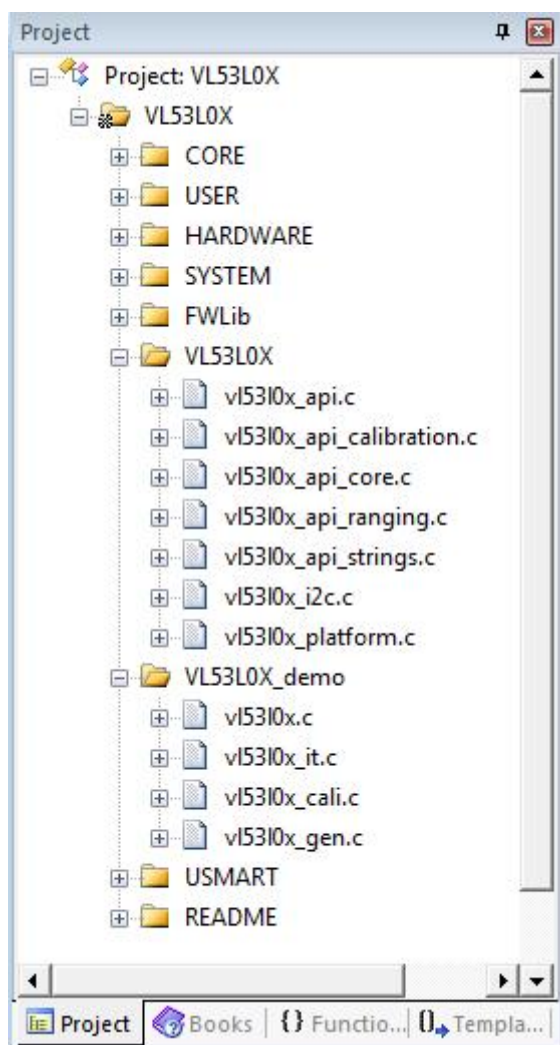 Project
Project: VL53L0X
VL53L0X
CORE
USER
HARDWARE
SYSTEM
FWLib
VL53L0X
vl53l0x_api.c
vl53l0x_api_calibration.c
vl53l0x_api_core.c
vl53l0x_api_ranging.c
vl53l0x_api_strings.c
vl53l0x_i2c.c
vl53l0x_platform.c
VL53L0X_demo
vl53l0x.c
vl53l0x_it.c
vl53l0x_cali.c
vl53l0x_gen.c
USMART
README
Project Books {} Functio... 0 Templa...